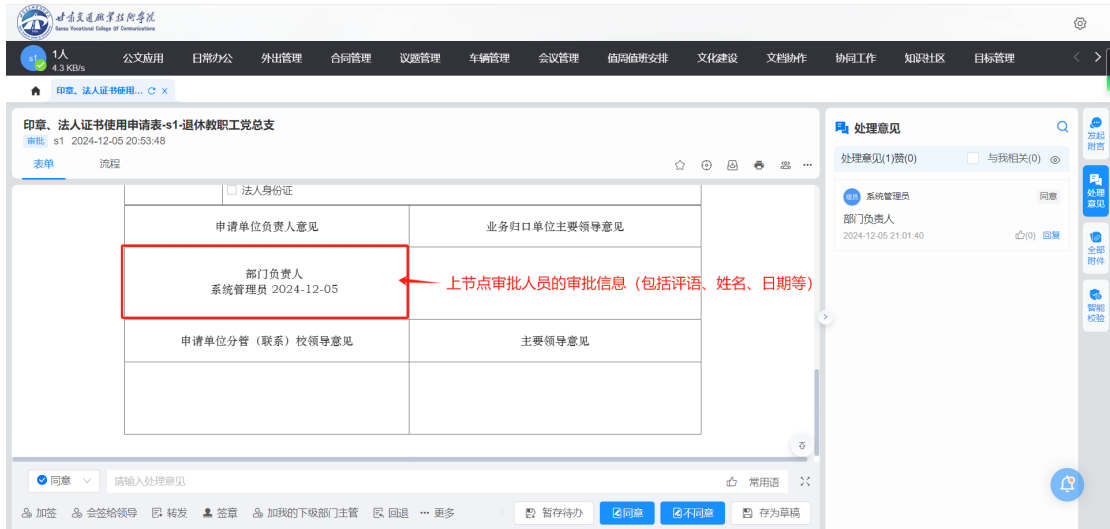 甘肃交通职业技术学院
Gansu Vocational College Of Communications
s1
1人
4.3 KB/s
公文应用 日常办公 外出管理 合同管理 议题管理 车辆管理 会议管理 值周值班安排 文化建设 文档协作 协同工作 知识社区 目标管理
印章、法人证书使用...
印章、法人证书使用申请表-s1-退休教职工党总支
审批 s1 2024-12-05 20:53:48
表单 流程
法人身份证
申请单位负责人意见 业务归口单位主要领导意见
部门负责人
系统管理员 2024-12-05
上节点审批人员的审批信息（包括评语、姓名、日期等）
申请单位分管（联系）校领导意见 主要领导意见
同意 请输入处理意见 常用语
加签 会签给领导 转发 签章 加我的下级部门主管 回退 ··· 更多 暂存待办 同意 不同意 存为草稿
处理意见
处理意见(1)赞(0) 与我相关(0)
系统管理员 同意
部门负责人
2024-12-05 21:01:40 (0) 回复
发起
附言
处理
意见
全部
附件
智能
校验